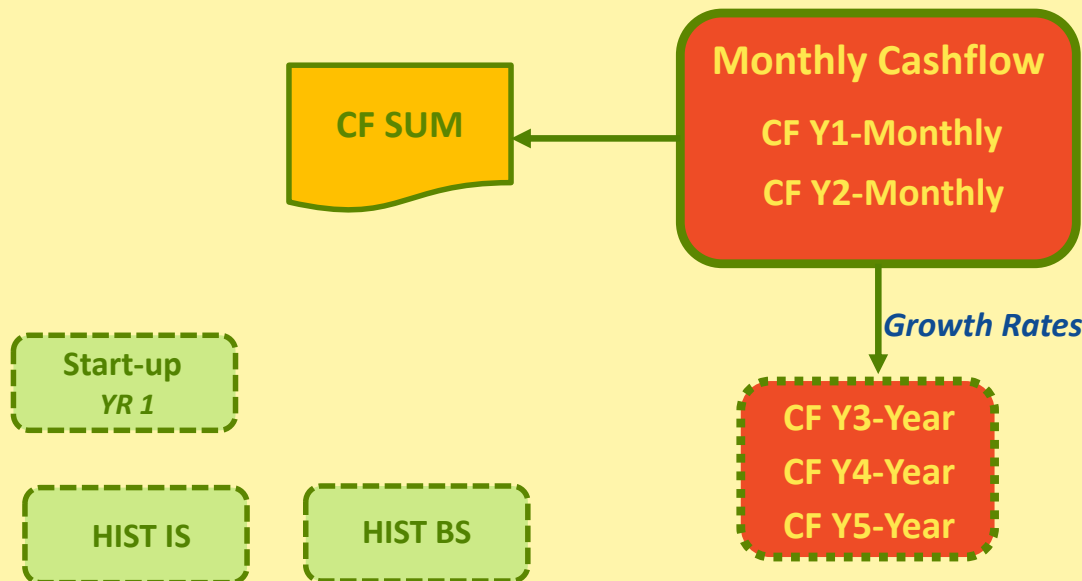 Monthly Cashflow
CF Y1-Monthly
CF Y2-Monthly
CF SUM
Growth Rates
Start-up
YR 1
CF Y3-Year
CF Y4-Year
CF Y5-Year
HIST IS
HIST BS